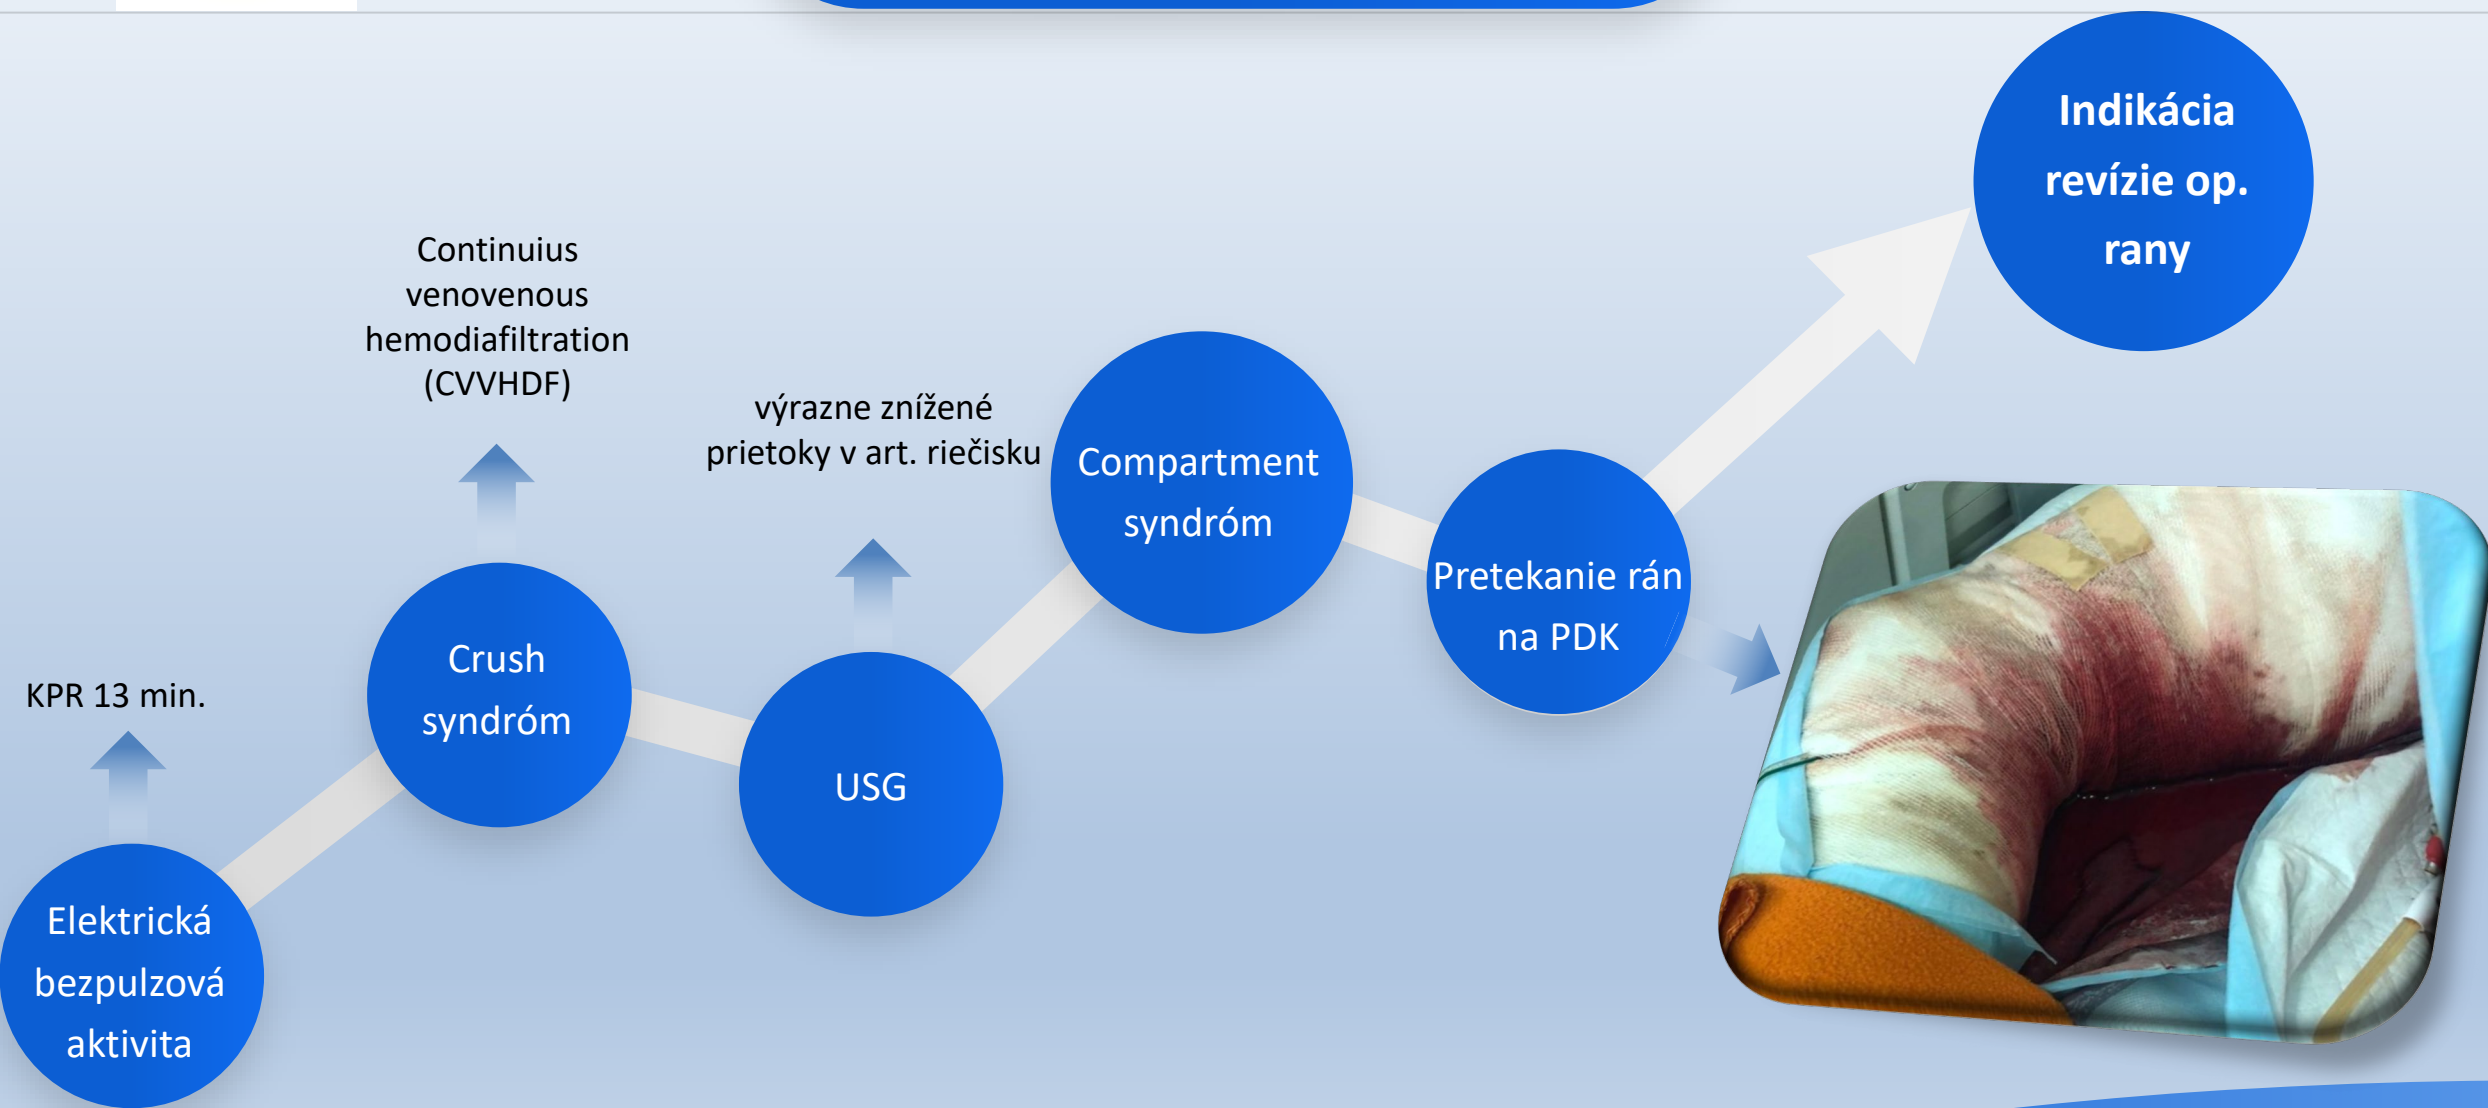 KPR 13 min.
Elektrická
bezpulzová
aktivita
Continuius
venovenous
hemodiafiltration
(CVVHDF)
Crush
syndróm
výrazne znížené
prietoky v art. riečisku
USG
Compartment
syndróm
Pretekanie rán
na PDK
Indikácia
revízie op.
rany